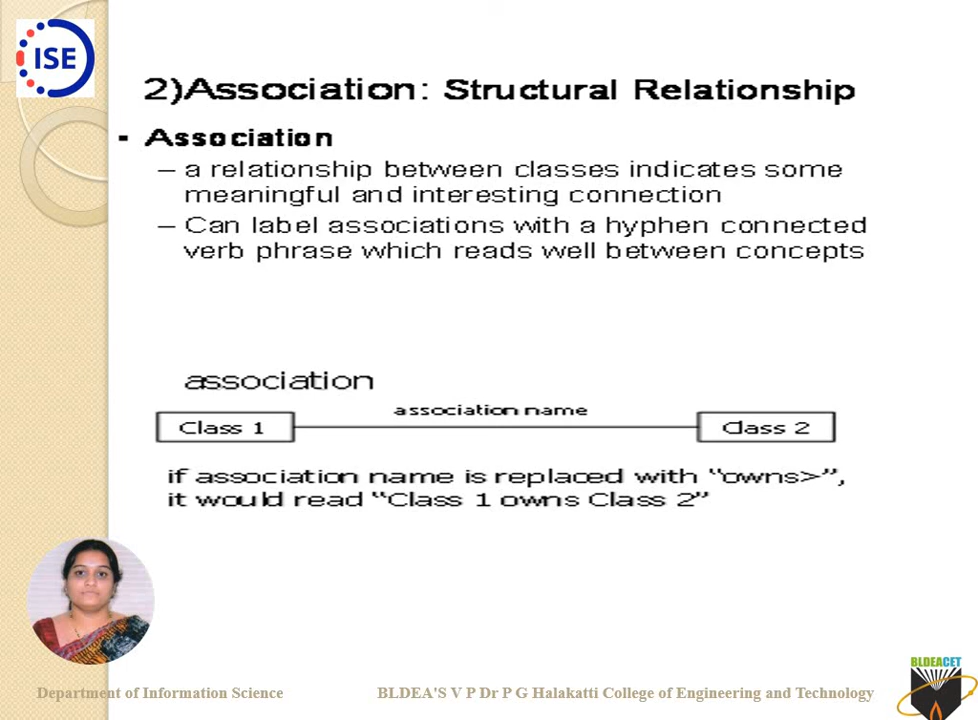 ISE
2)Association: Structural Relationship
▪ Association
– a relationship between classes indicates some
meaningful and interesting connection
– Can label associations with a hyphen connected
verb phrase which reads well between concepts
association
association name
Class 1
Class 2
if association name is replaced with “owns>”,
it would read “Class 1 owns Class 2”
BLDEACET
Department of Information Science
BLDEA'S V P Dr P G Halakatti College of Engineering and Technology